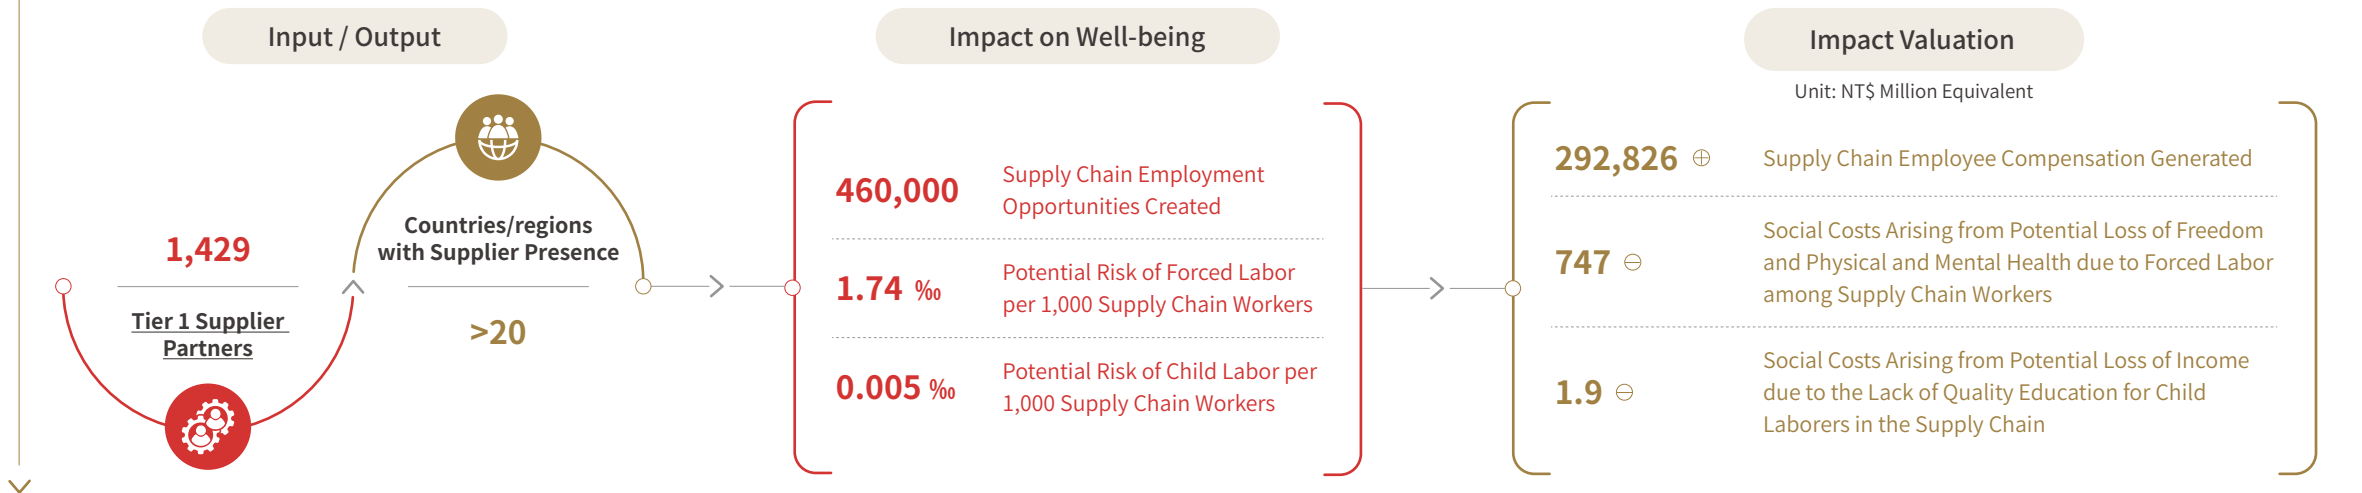 Input / Output
1,429
Tier 1 Supplier
Partners
Countries/regions
with Supplier Presence
>20
Impact on Well-being
460,000
Supply Chain Employment
Opportunities Created
1.74 ‰
Potential Risk of Forced Labor
per 1,000 Supply Chain Workers
0.005 ‰
Potential Risk of Child Labor per
1,000 Supply Chain Workers
Impact Valuation
Unit: NT$ Million Equivalent
292,826 ⊕
Supply Chain Employee Compensation Generated
747 ⊖
Social Costs Arising from Potential Loss of Freedom
and Physical and Mental Health due to Forced Labor
among Supply Chain Workers
1.9 ⊖
Social Costs Arising from Potential Loss of Income
due to the Lack of Quality Education for Child
Laborers in the Supply Chain